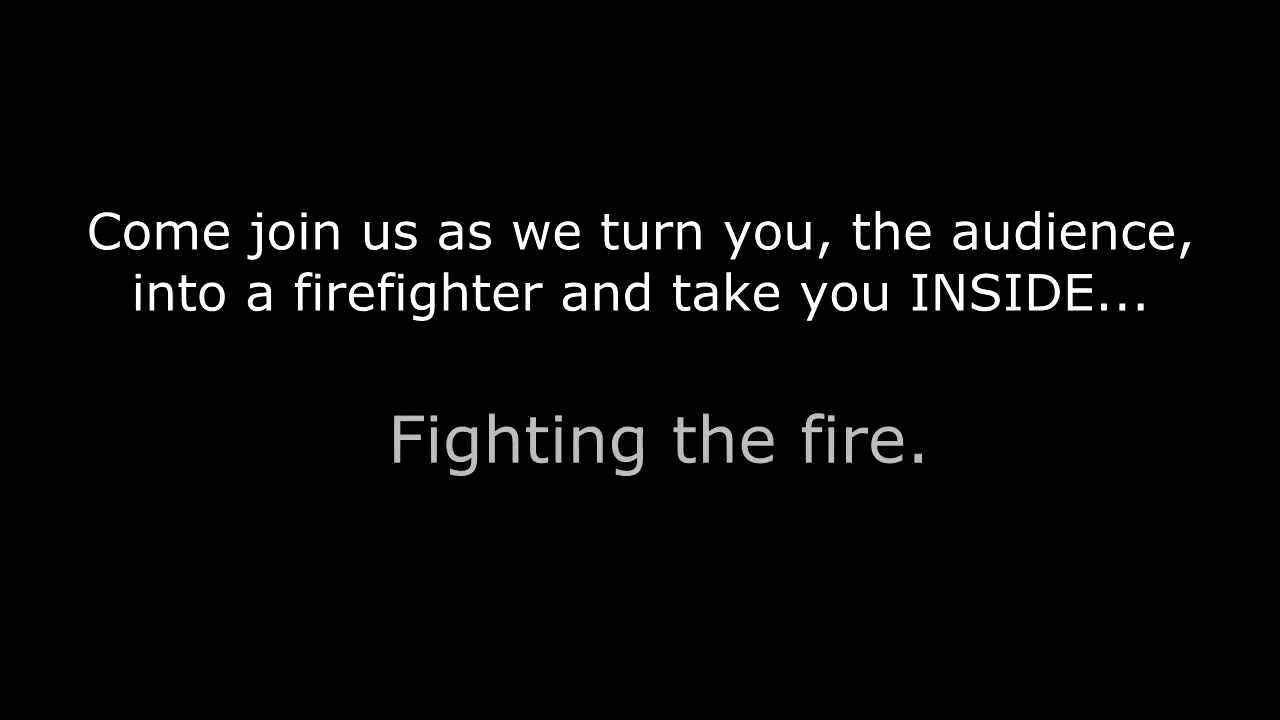 Come join us as we turn you, the audience,
into a firefighter and take you INSIDE...
Fighting the fire.